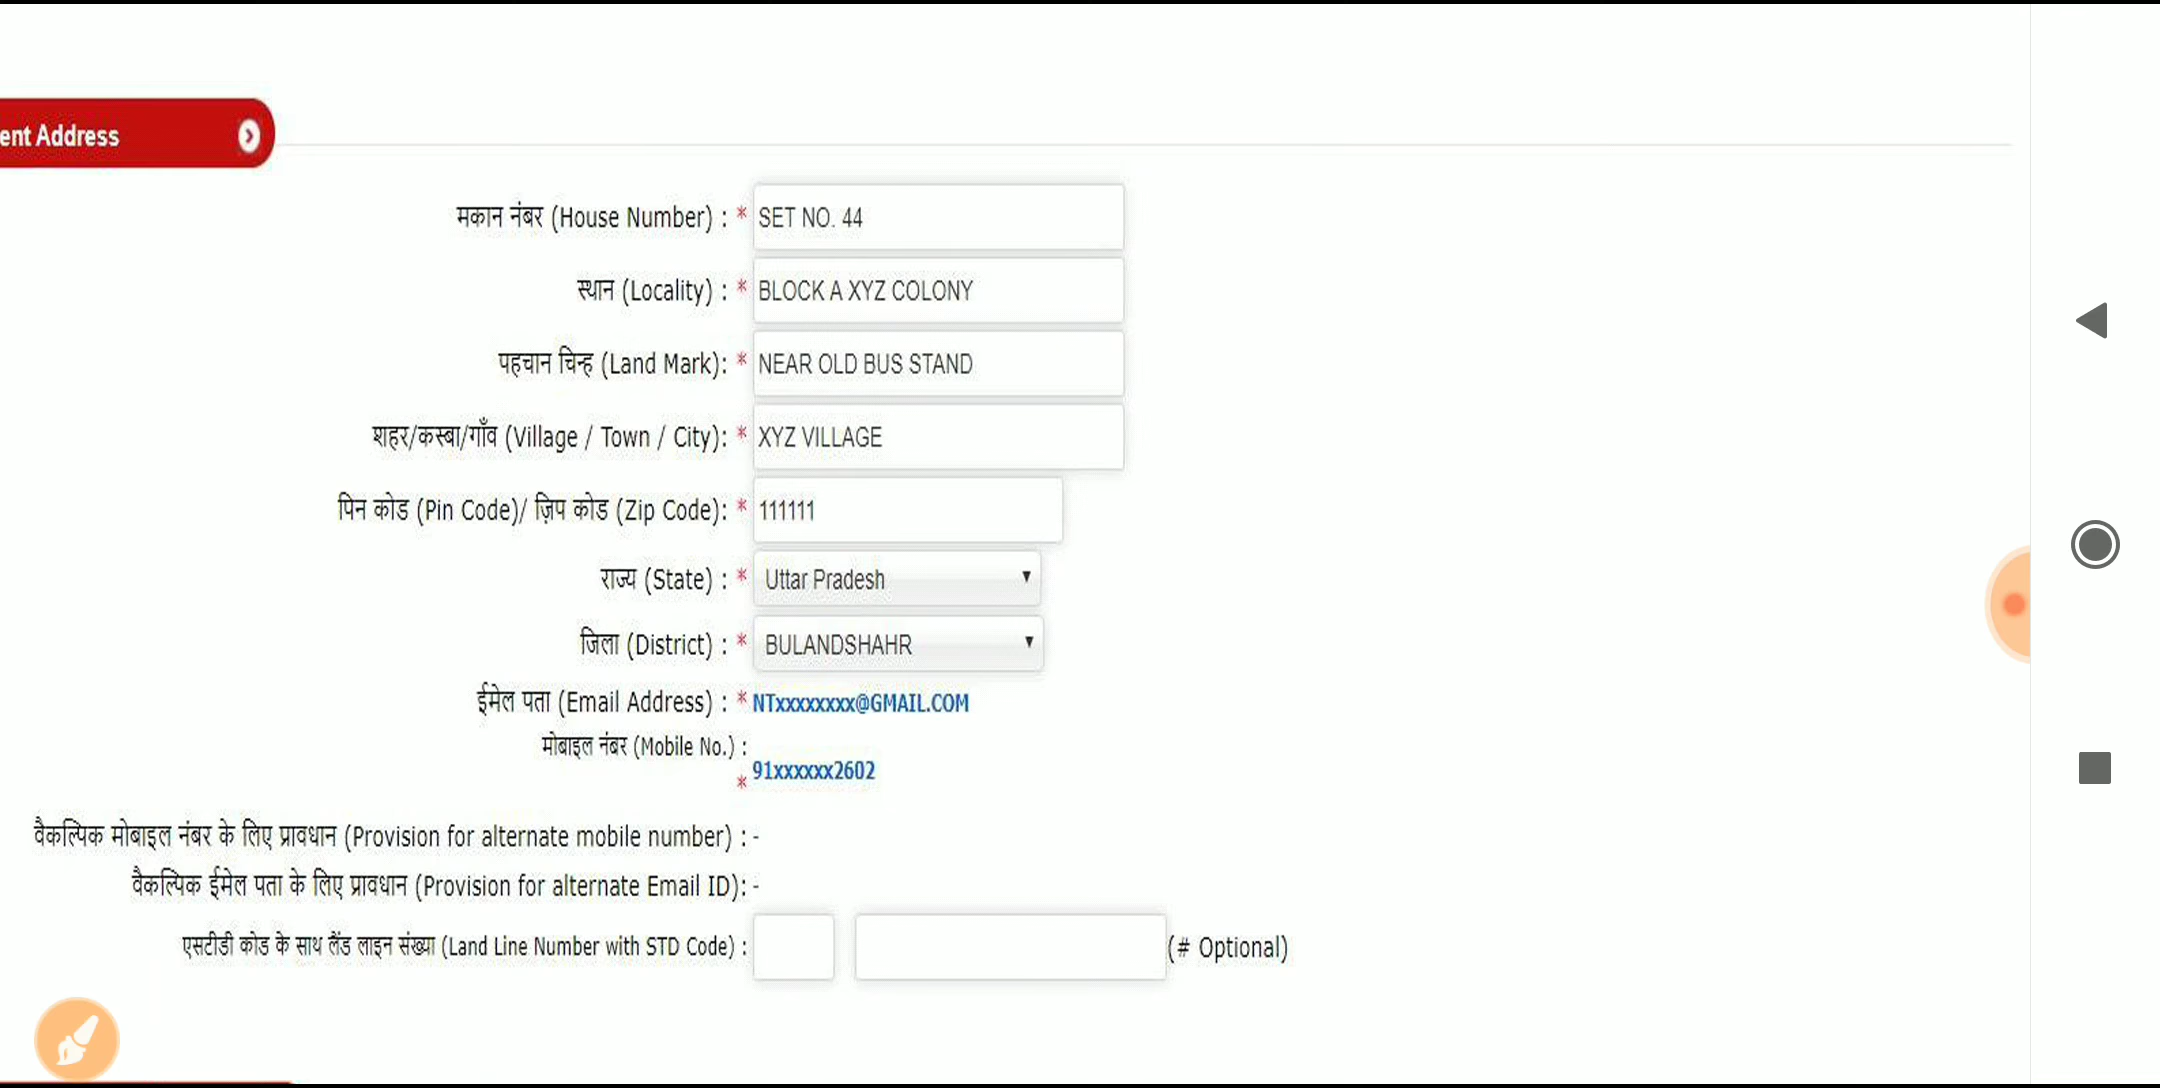 ent Address
मकान नंबर (House Number) : * SET NO. 44
स्थान (Locality) : * BLOCK A XYZ COLONY
पहचान चिन्ह (Land Mark): * NEAR OLD BUS STAND
शहर/कस्बा/गाँव (Village / Town / City): * XYZ VILLAGE
पिन कोड (Pin Code)/ ज़िप कोड (Zip Code): * 111111
राज्य (State) : * Uttar Pradesh
जिला (District) : * BULANDSHAHR
ईमेल पता (Email Address) : * NTxxxxxxxx@GMAIL.COM
मोबाइल नंबर (Mobile No.) :
* 91xxxxxx2602
वैकल्पिक मोबाइल नंबर के लिए प्रावधान (Provision for alternate mobile number) : -
वैकल्पिक ईमेल पता के लिए प्रावधान (Provision for alternate Email ID): -
एसटीडी कोड के साथ लैंड लाइन संख्या (Land Line Number with STD Code) : (# Optional)